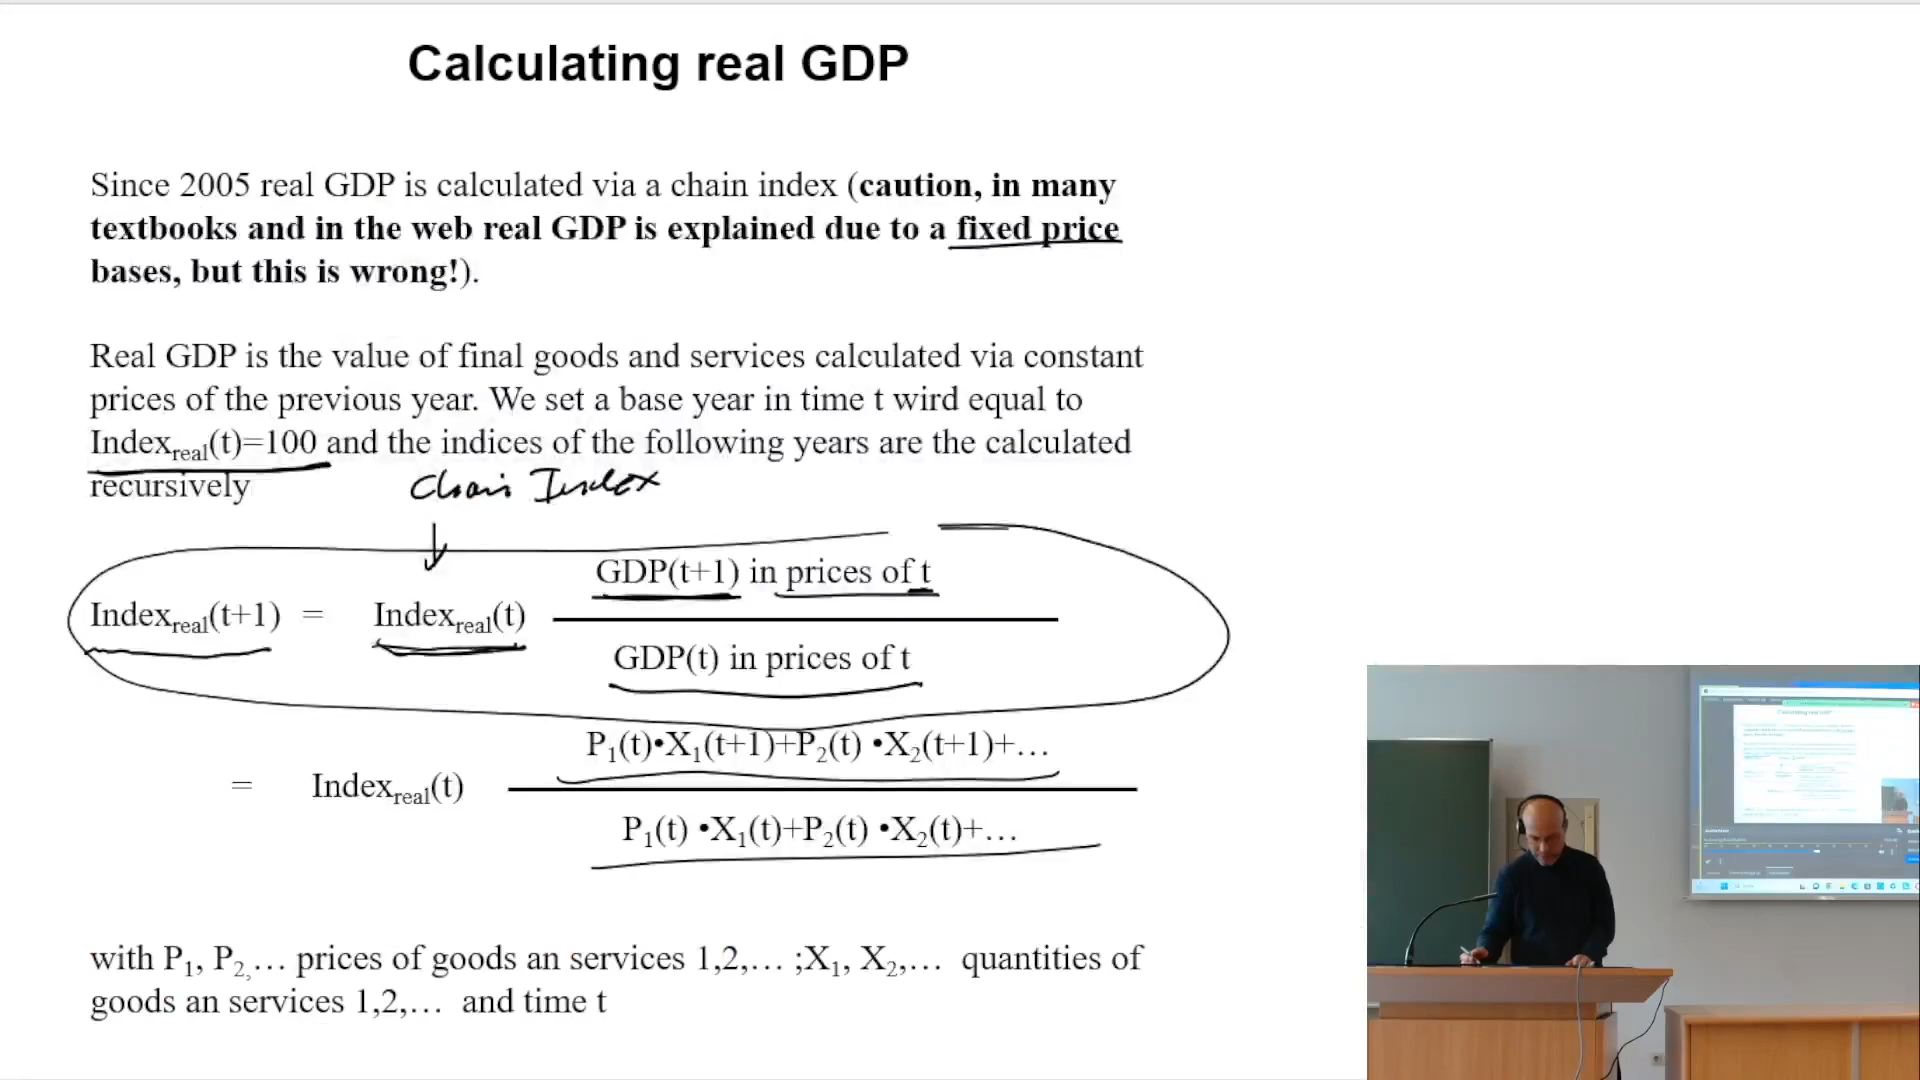 Calculating real GDP
Since 2005 real GDP is calculated via a chain index (caution, in many
textbooks and in the web real GDP is explained due to a fixed price
bases, but this is wrong!).
Real GDP is the value of final goods and services calculated via constant
prices of the previous year. We set a base year in time t wird equal to
Index_real(t)=100 and the indices of the following years are the calculated
recursively
Chain Index
GDP(t+1) in prices of t
Index_real(t+1) = Index_real(t)
GDP(t) in prices of t
P₁(t)•X₁(t+1)+P₂(t) •X₂(t+1)+…
= Index_real(t)
P₁(t) •X₁(t)+P₂(t) •X₂(t)+…
with P₁, P₂,… prices of goods an services 1,2,… ;X₁, X₂,… quantities of
goods an services 1,2,… and time t